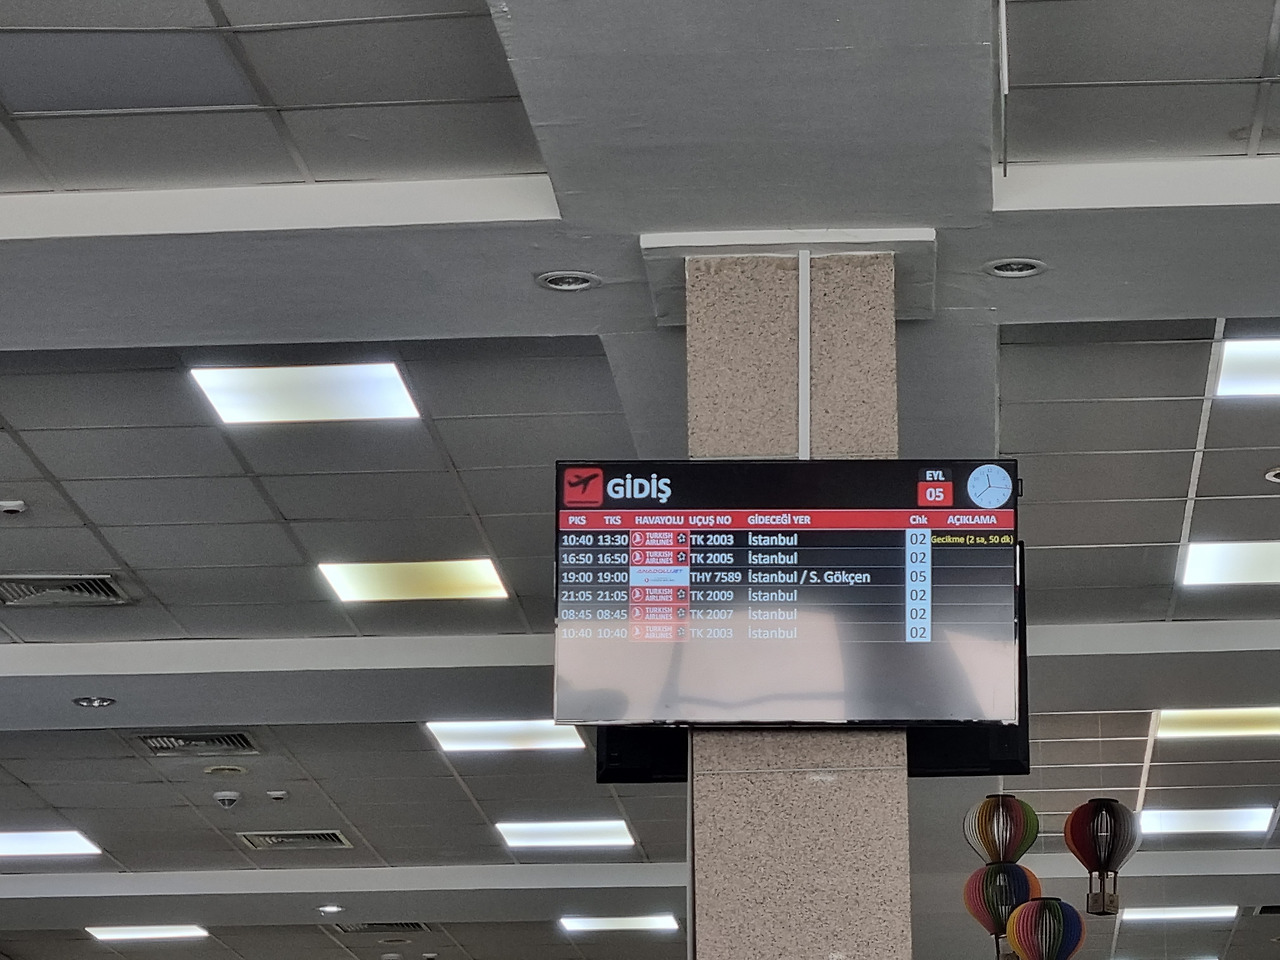 GİDİŞ EYL 05
PKS TKS HAVAYOLU UÇUŞ NO GİDECEĞİ YER Chk AÇIKLAMA
10:40 13:30 TURKISH AIRLINES TK 2003 İstanbul 02 Gecikme (2 sa, 50 dk)
16:50 16:50 TURKISH AIRLINES TK 2005 İstanbul 02
19:00 19:00 ANADOLUJET THY 7589 İstanbul / S. Gökçen 05
21:05 21:05 TURKISH AIRLINES TK 2009 İstanbul 02
08:45 08:45 TURKISH AIRLINES TK 2007 İstanbul 02
10:40 10:40 TURKISH AIRLINES TK 2003 İstanbul 02